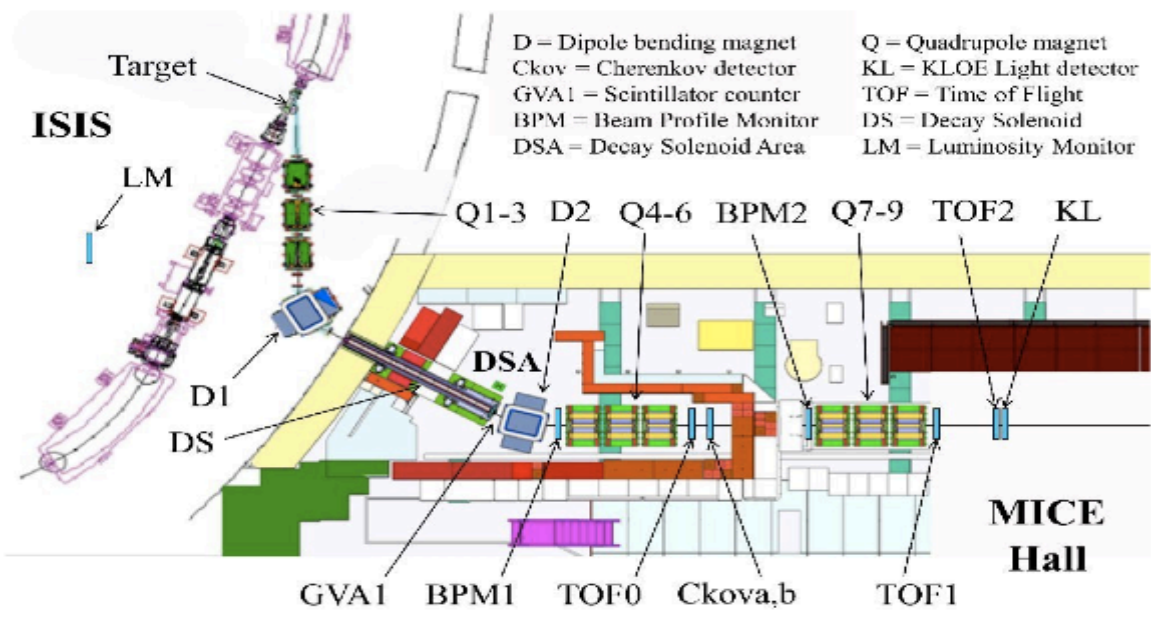 D = Dipole bending magnet
Q = Quadrupole magnet
Target
Ckov = Cherenkov detector
KL = KLOE Light detector
GVA1 = Scintillator counter
TOF = Time of Flight
ISIS
BPM = Beam Profile Monitor
DS = Decay Solenoid
DSA = Decay Solenoid Area
LM = Luminosity Monitor
LM
Q1-3
D2
Q4-6
BPM2
Q7-9
TOF2
KL
DSA
D1
DS
MICE
Hall
GVA1
BPM1
TOF0
Ckova,b
TOF1